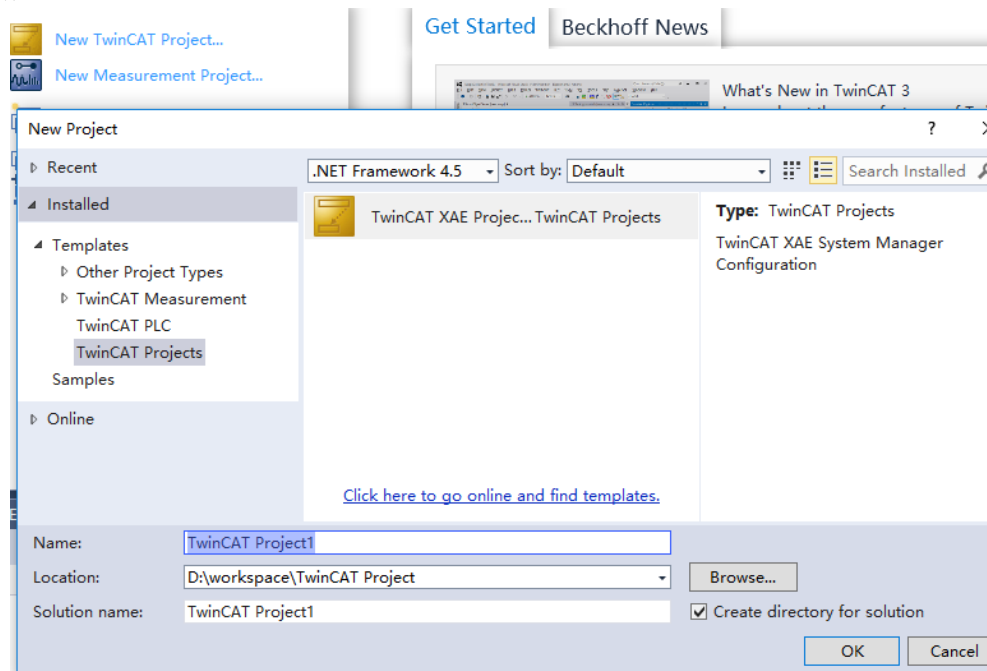 New TwinCAT Project...
New Measurement Project...
Get Started
Beckhoff News
What's New in TwinCAT 3
New Project
?
Recent
.NET Framework 4.5
Sort by:
Default
Search Installed
Installed
Templates
Other Project Types
TwinCAT Measurement
TwinCAT PLC
TwinCAT Projects
Samples
Online
TwinCAT XAE Projec... TwinCAT Projects
Type: TwinCAT Projects
TwinCAT XAE System Manager
Configuration
Click here to go online and find templates.
Name:
TwinCAT Project1
Location:
D:\workspace\TwinCAT Project
Browse...
Solution name:
TwinCAT Project1
Create directory for solution
OK
Cancel